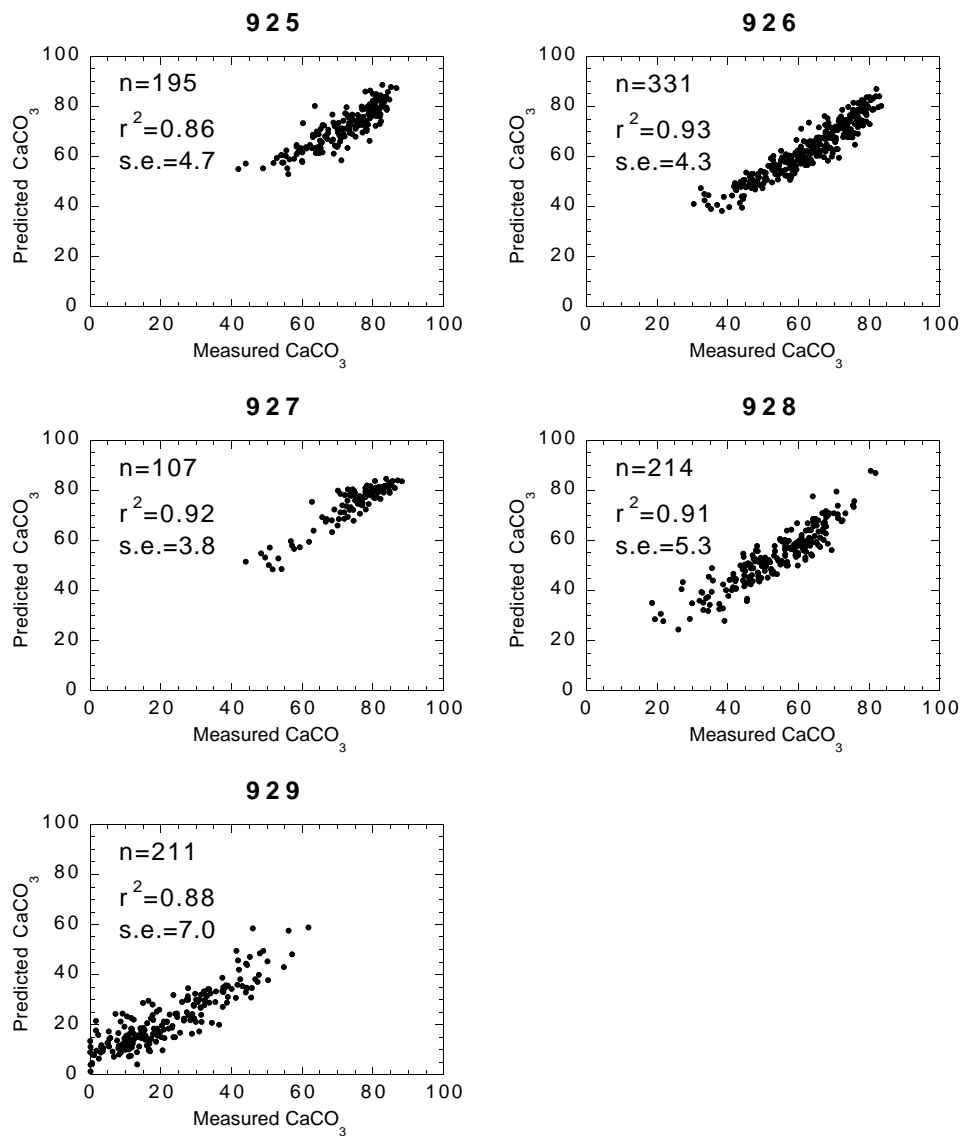 925
100
80
60
40
20
0
Predicted CaCO3
n=195
r2=0.86
s.e.=4.7
0 20 40 60 80 100
Measured CaCO3
926
100
80
60
40
20
0
Predicted CaCO3
n=331
r2=0.93
s.e.=4.3
0 20 40 60 80 100
Measured CaCO3
927
100
80
60
40
20
0
Predicted CaCO3
n=107
r2=0.92
s.e.=3.8
0 20 40 60 80 100
Measured CaCO3
928
100
80
60
40
20
0
Predicted CaCO3
n=214
r2=0.91
s.e.=5.3
0 20 40 60 80 100
Measured CaCO3
929
100
80
60
40
20
0
Predicted CaCO3
n=211
r2=0.88
s.e.=7.0
0 20 40 60 80 100
Measured CaCO3